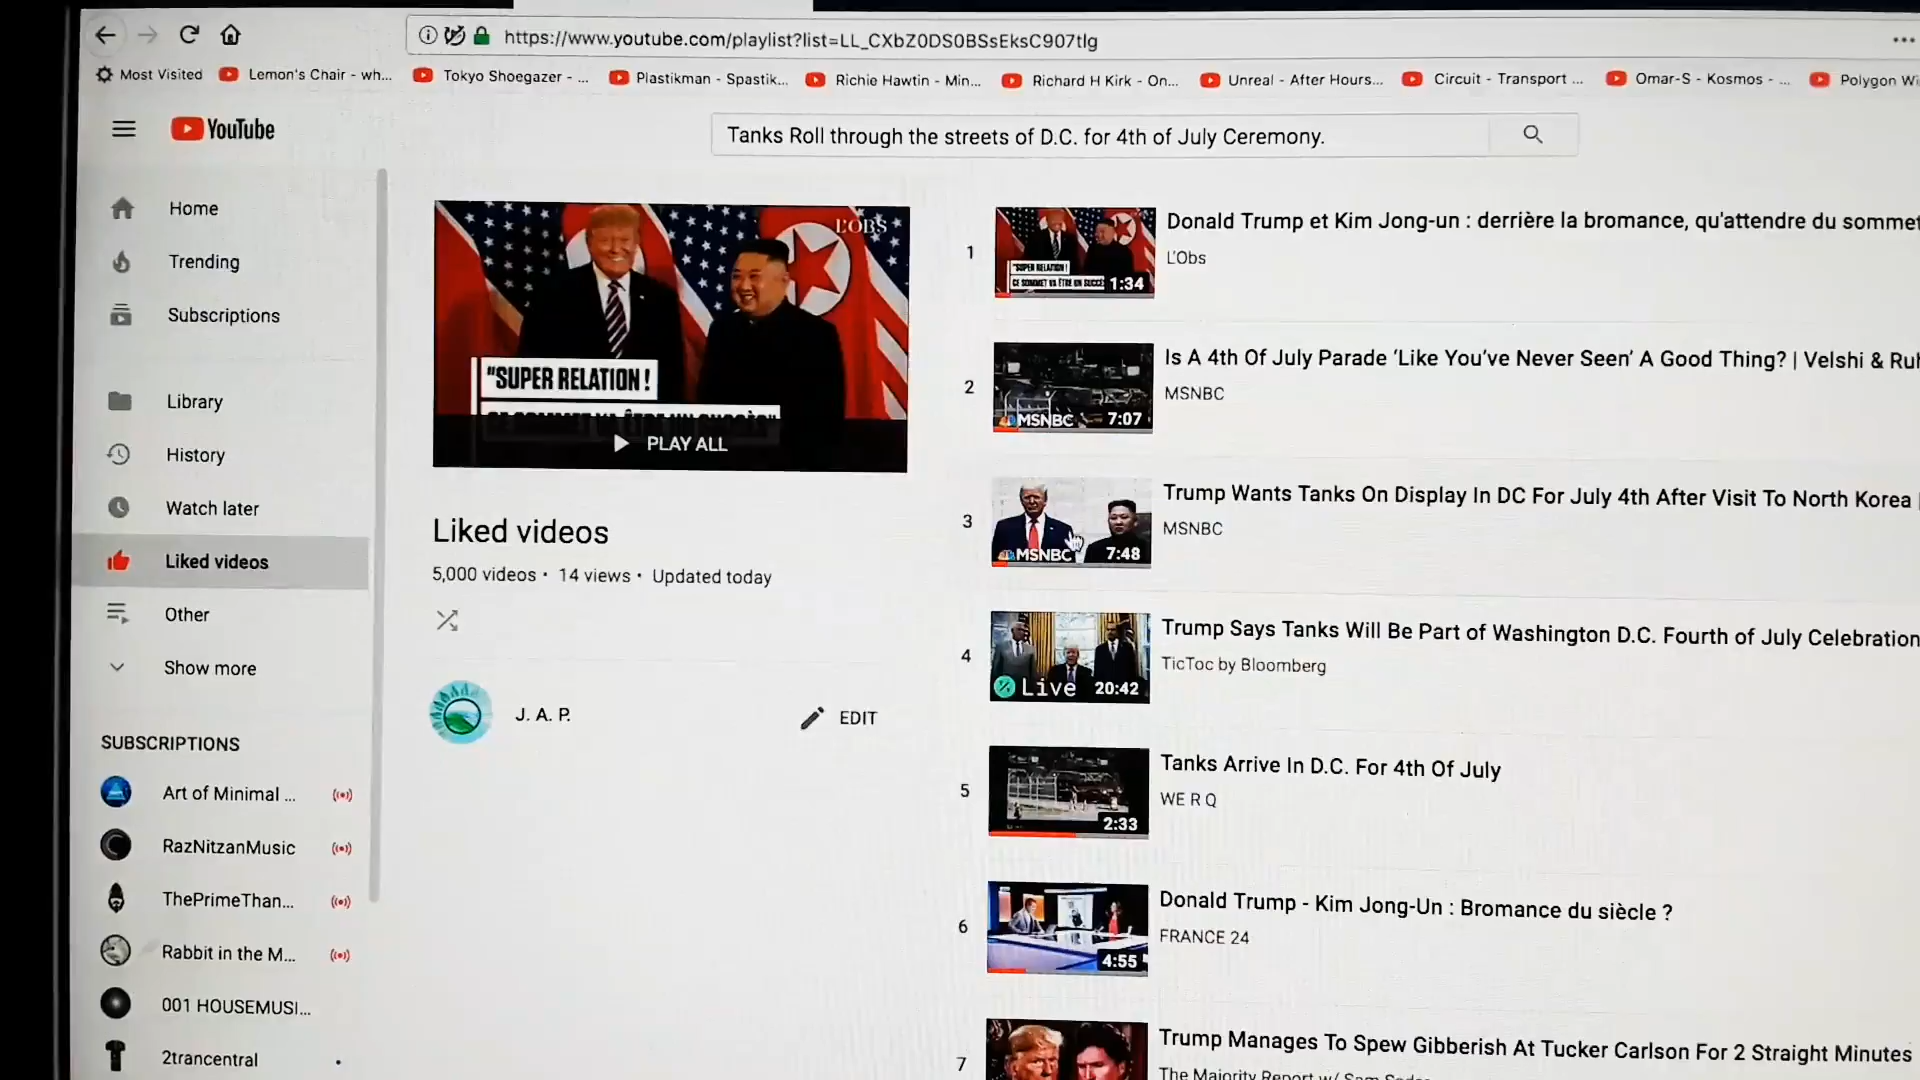 https://www.youtube.com/playlist?list=LL_CXbZ0DS0BSsEksC907tlg
Most Visited
Lemon's Chair - wh...
Tokyo Shoegazer - ...
Plastikman - Spastik...
Richie Hawtin - Min...
Richard H Kirk - On...
Unreal - After Hours...
Circuit - Transport ...
Omar-S - Kosmos - ...
Polygon Wi
YouTube
Tanks Roll through the streets of D.C. for 4th of July Ceremony.
Home
Trending
Subscriptions
Library
History
Watch later
Liked videos
Other
Show more
SUBSCRIPTIONS
Art of Minimal ...
RazNitzanMusic
ThePrimeThan...
Rabbit in the M...
001 HOUSEMUSI...
2trancentral
L'OBS
"SUPER RELATION !
CE SOMMET VA ÊTRE UN SUCCÈS"
PLAY ALL
Liked videos
5,000 videos • 14 views • Updated today
J. A. P.
EDIT
1
"SUPER RELATION !
CE SOMMET VA ÊTRE UN SUCCÈS
1:34
Donald Trump et Kim Jong-un : derrière la bromance, qu'attendre du sommet
L'Obs
2
MSNBC
7:07
Is A 4th Of July Parade ‘Like You’ve Never Seen’ A Good Thing? | Velshi & Ruh
MSNBC
3
MSNBC
7:48
Trump Wants Tanks On Display In DC For July 4th After Visit To North Korea |
MSNBC
4
Live
20:42
Trump Says Tanks Will Be Part of Washington D.C. Fourth of July Celebration
TicToc by Bloomberg
5
2:33
Tanks Arrive In D.C. For 4th Of July
WE R Q
6
4:55
Donald Trump - Kim Jong-Un : Bromance du siècle ?
FRANCE 24
7
Trump Manages To Spew Gibberish At Tucker Carlson For 2 Straight Minutes
The Majority Report w/ Sam